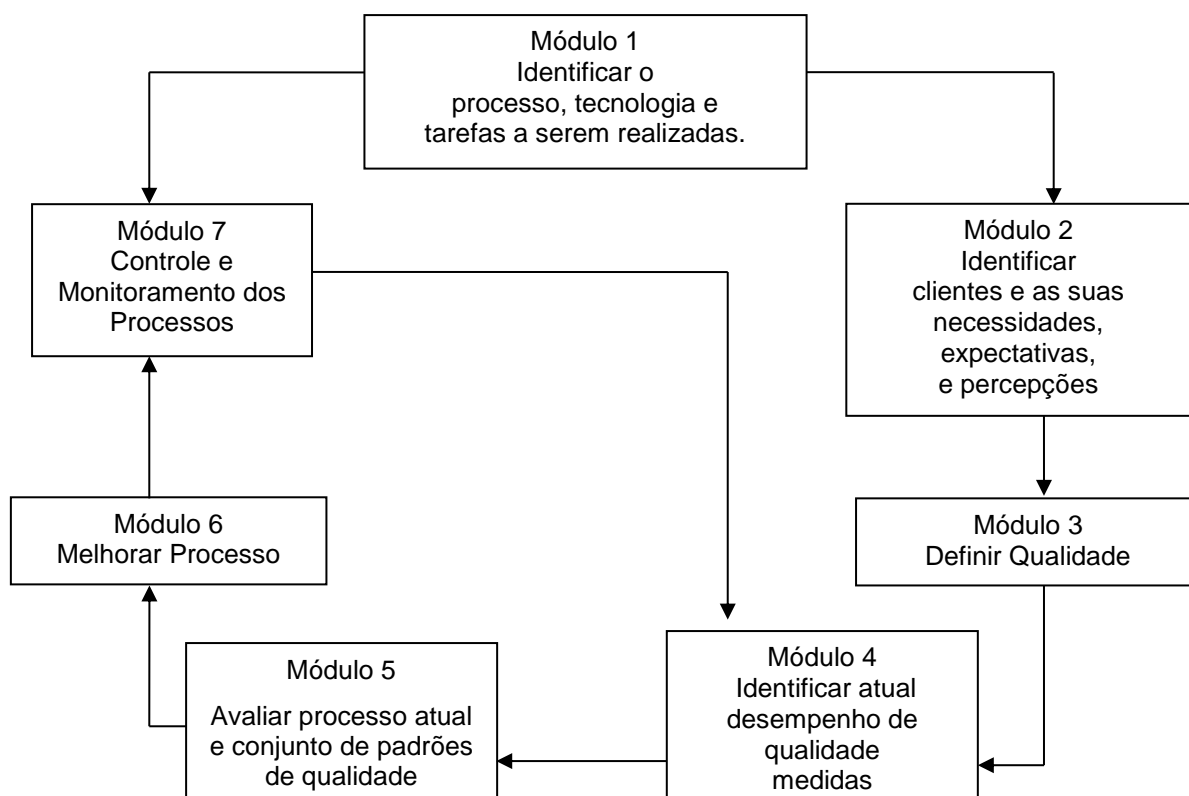 Módulo 1
Identificar o
processo, tecnologia e
tarefas a serem realizadas.
Módulo 7
Controle e
Monitoramento dos
Processos
Módulo 2
Identificar
clientes e as suas
necessidades,
expectativas,
e percepções
Módulo 6
Melhorar Processo
Módulo 3
Definir Qualidade
Módulo 5
Avaliar processo atual
e conjunto de padrões
de qualidade
Módulo 4
Identificar atual
desempenho de
qualidade
medidas